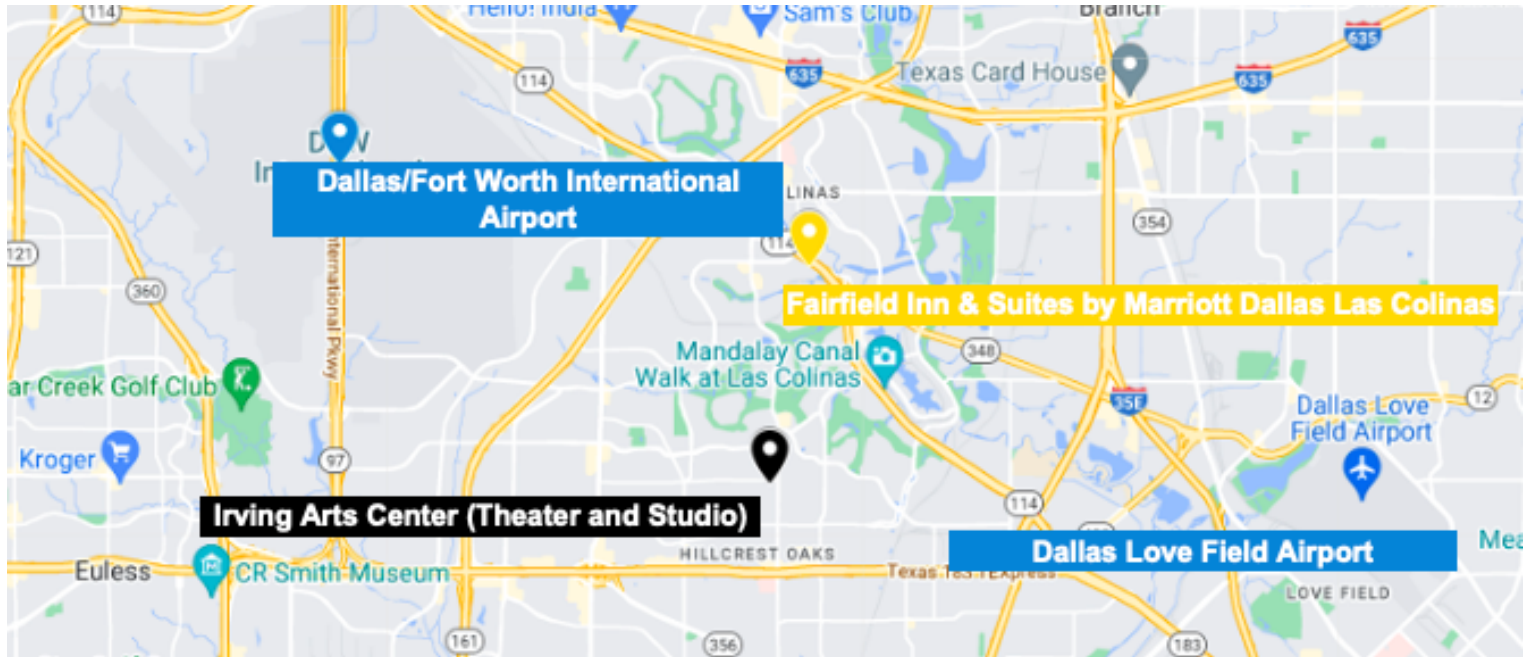 114
Hello! India
Sam's Club
Branch
635
114
635
Texas Card House
635
Dallas/Fort Worth International
Airport
LINAS
114
354
121
International Pkwy
360
Fairfield Inn & Suites by Marriott Dallas Las Colinas
Mandalay Canal
Walk at Las Colinas
348
ar Creek Golf Club
35E
Dallas Love
Field Airport
12
Kroger
97
Irving Arts Center (Theater and Studio)
114
Dallas Love Field Airport
Mea
HILLCREST OAKS
Euless
CR Smith Museum
Texas
LOVE FIELD
161
356
183